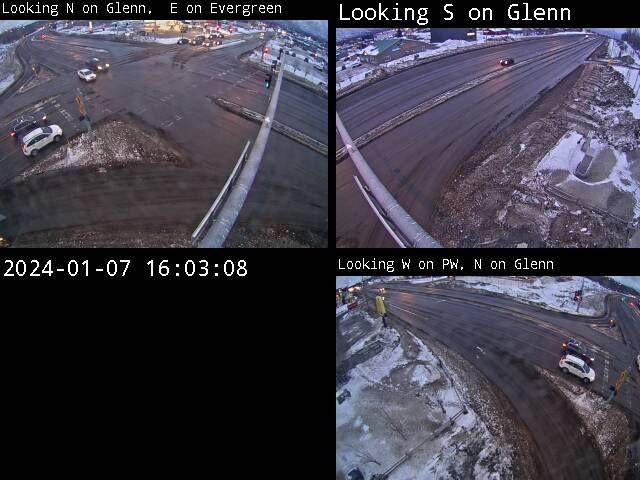 Looking N on Glenn, E on Evergreen
Looking S on Glenn
2024-01-07 16:03:08
Looking W on PW, N on Glenn